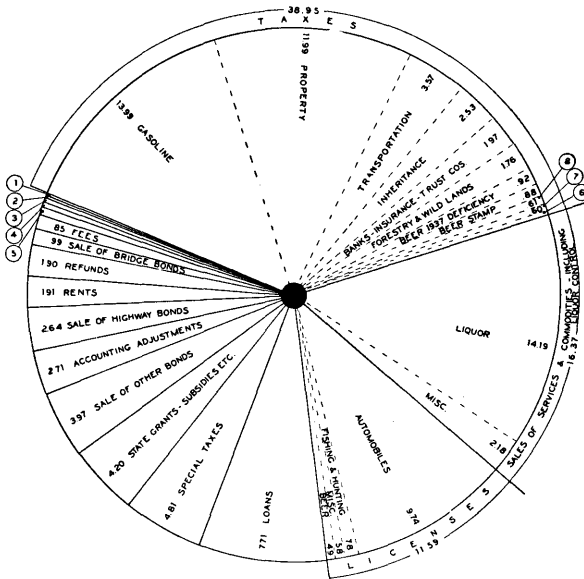 38.95
TAXES
13.99 GASOLINE
11.99 PROPERTY
TRANSPORTATION 3.57
INHERITANCE 2.53
BANKS-INSURANCE, TRUST COS. 1.97
FORESTRY & WILD LANDS 1.76
BEER 1937 DEFICIENCY .92
BEER STAMP .88
.61
.60
8
7
6
SALES OF SERVICES & COMMODITIES - INCLUDING
16.37 LIQUOR CONTROL
LIQUOR 14.19
MISC. 2.18
LICENSES
11.59
AUTOMOBILES 9.74
FISHING & HUNTING .78
MISC. .58
BEER .49
7.71 LOANS
4.81 SPECIAL TAXES
4.20 STATE GRANTS - SUBSIDIES ETC.
3.97 SALE OF OTHER BONDS
2.71 ACCOUNTING ADJUSTMENTS
2.64 SALE OF HIGHWAY BONDS
1.91 RENTS
1.90 REFUNDS
.99 SALE OF BRIDGE BONDS
.85 FEES
1
2
3
4
5